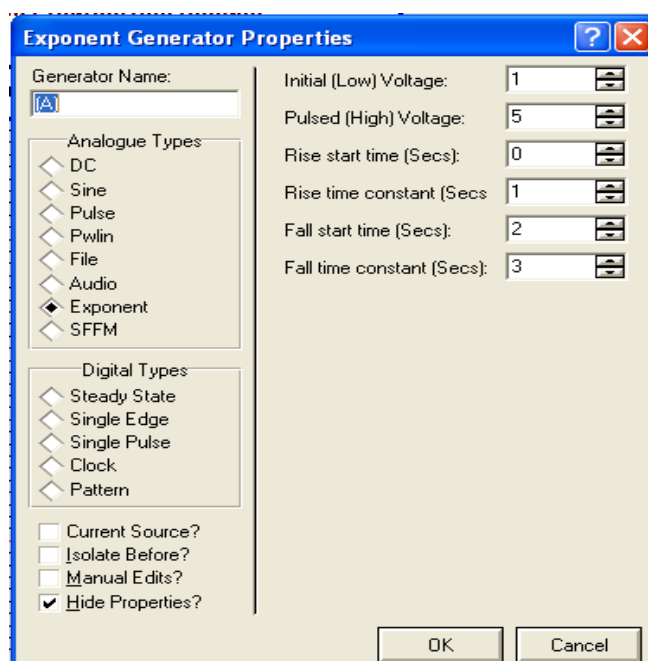 Exponent Generator Properties
Generator Name:
(A)
Analogue Types
DC
Sine
Pulse
Pwlin
File
Audio
Exponent
SFFM
Digital Types
Steady State
Single Edge
Single Pulse
Clock
Pattern
Current Source?
Isolate Before?
Manual Edits?
Hide Properties?
Initial (Low) Voltage: 1
Pulsed (High) Voltage: 5
Rise start time (Secs): 0
Rise time constant (Secs 1
Fall start time (Secs): 2
Fall time constant (Secs): 3
OK Cancel